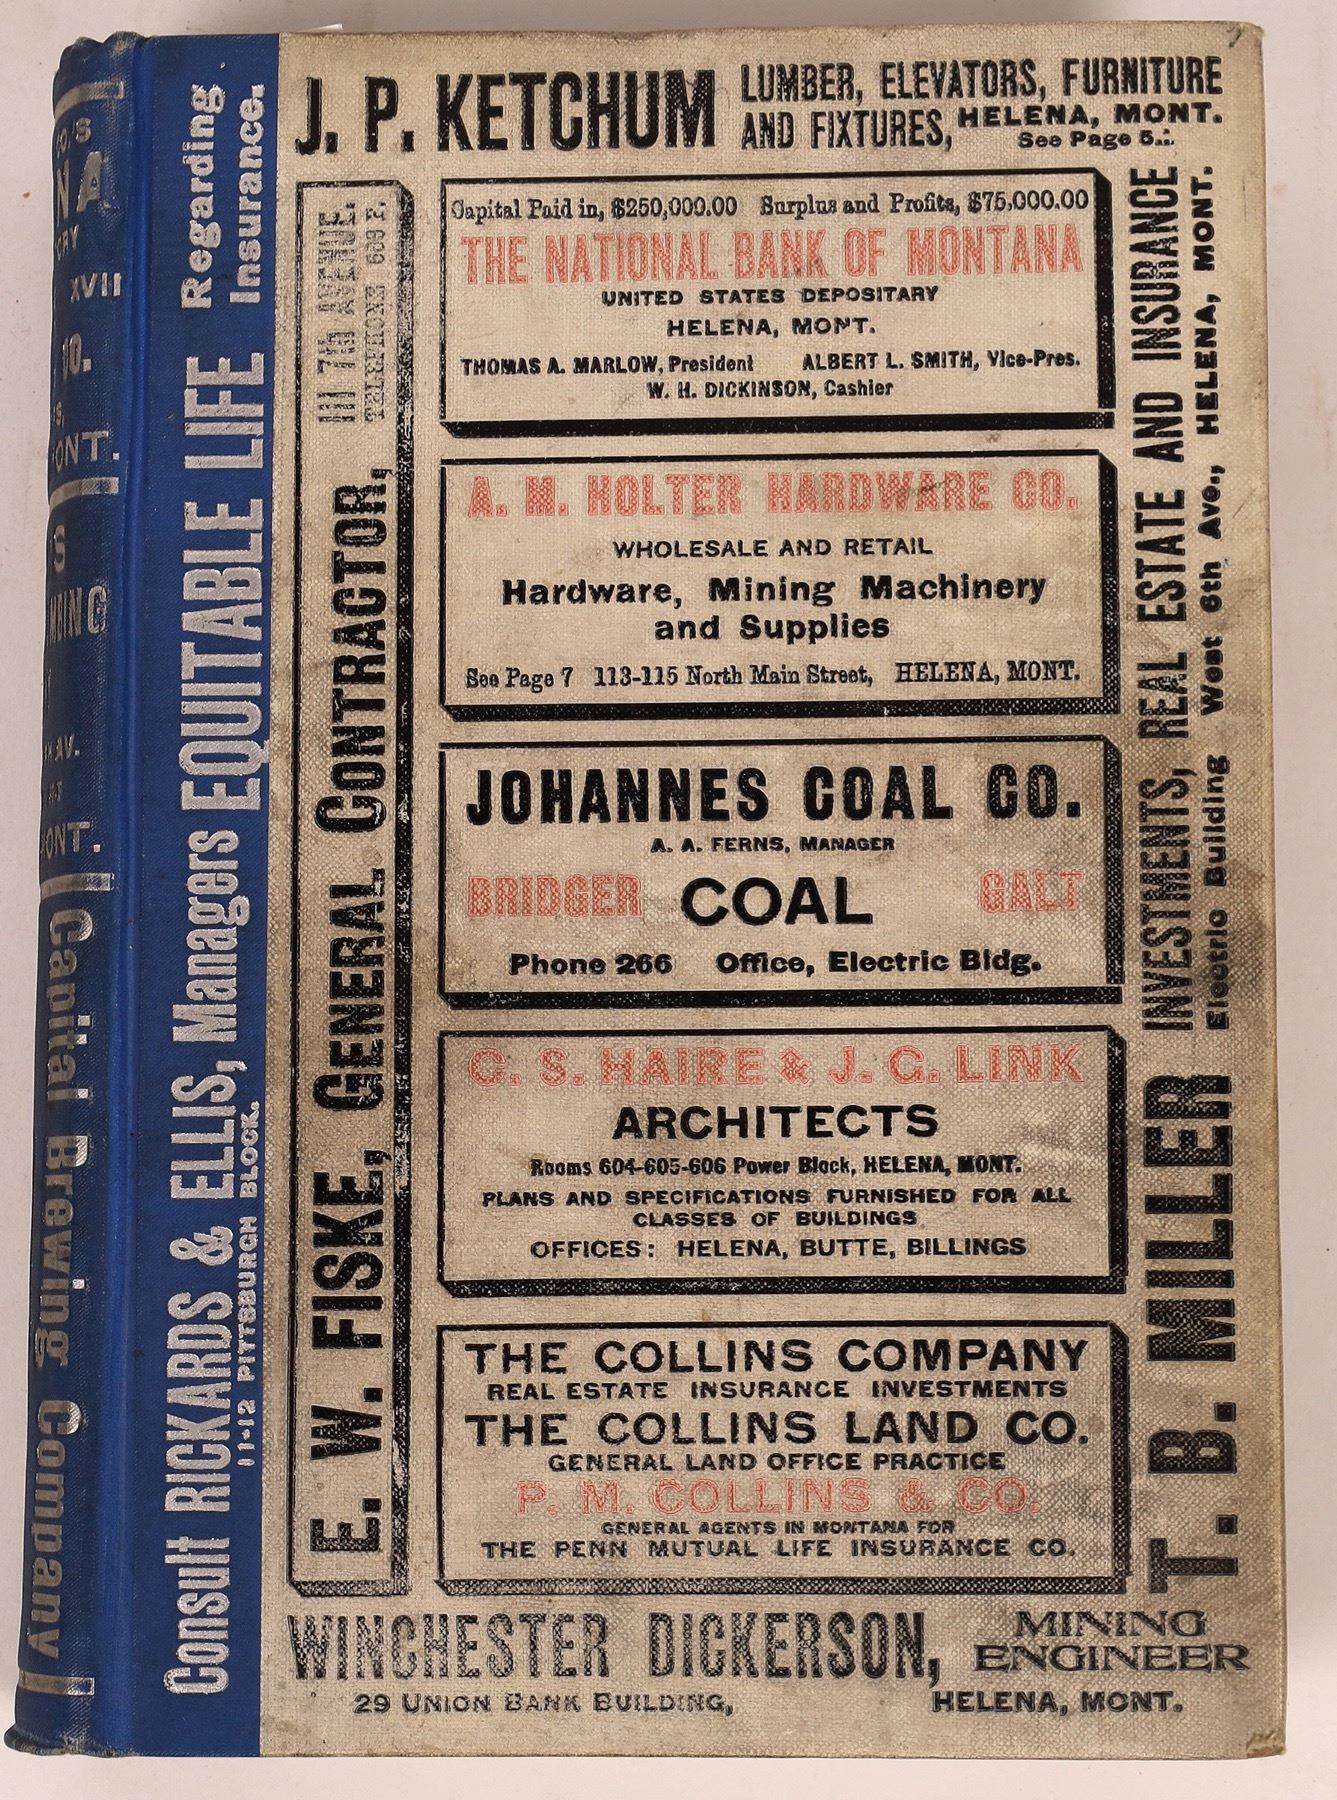 XVII
10.
ONT.
ONT.
Capital Brewing Company
Consult RICKARDS & ELLIS, Managers EQUITABLE LIFE Regarding Insurance.
11-12 PITTSBURGH BLOCK.
J. P. KETCHUM
LUMBER, ELEVATORS, FURNITURE
AND FIXTURES, HELENA, MONT.
See Page 5.
E. W. FISKE, GENERAL CONTRACTOR,
1111 7th AVENUE.
TEL. 609 F.
Capital Paid in, $250,000.00 Surplus and Profits, $75,000.00
THE NATIONAL BANK OF MONTANA
UNITED STATES DEPOSITARY
HELENA, MONT.
THOMAS A. MARLOW, President ALBERT L. SMITH, Vice-Pres.
W. H. DICKINSON, Cashier
A. M. HOLTER HARDWARE CO.
WHOLESALE AND RETAIL
Hardware, Mining Machinery
and Supplies
See Page 7 113-115 North Main Street, HELENA, MONT.
JOHANNES COAL CO.
A. A. FERNS, MANAGER
BRIDGER COAL GALT
Phone 266 Office, Electric Bldg.
C. S. HAIRE & J. G. LINK
ARCHITECTS
Rooms 604-605-606 Power Block, HELENA, MONT.
PLANS AND SPECIFICATIONS FURNISHED FOR ALL
CLASSES OF BUILDINGS
OFFICES: HELENA, BUTTE, BILLINGS
THE COLLINS COMPANY
REAL ESTATE INSURANCE INVESTMENTS
THE COLLINS LAND CO.
GENERAL LAND OFFICE PRACTICE
P. M. COLLINS & CO.
GENERAL AGENTS IN MONTANA FOR
THE PENN MUTUAL LIFE INSURANCE CO.
T. B. MILLER INVESTMENTS, REAL ESTATE AND INSURANCE
Electric Building West 6th Ave., HELENA, MONT.
WINCHESTER DICKERSON, MINING
ENGINEER
29 UNION BANK BUILDING, HELENA, MONT.